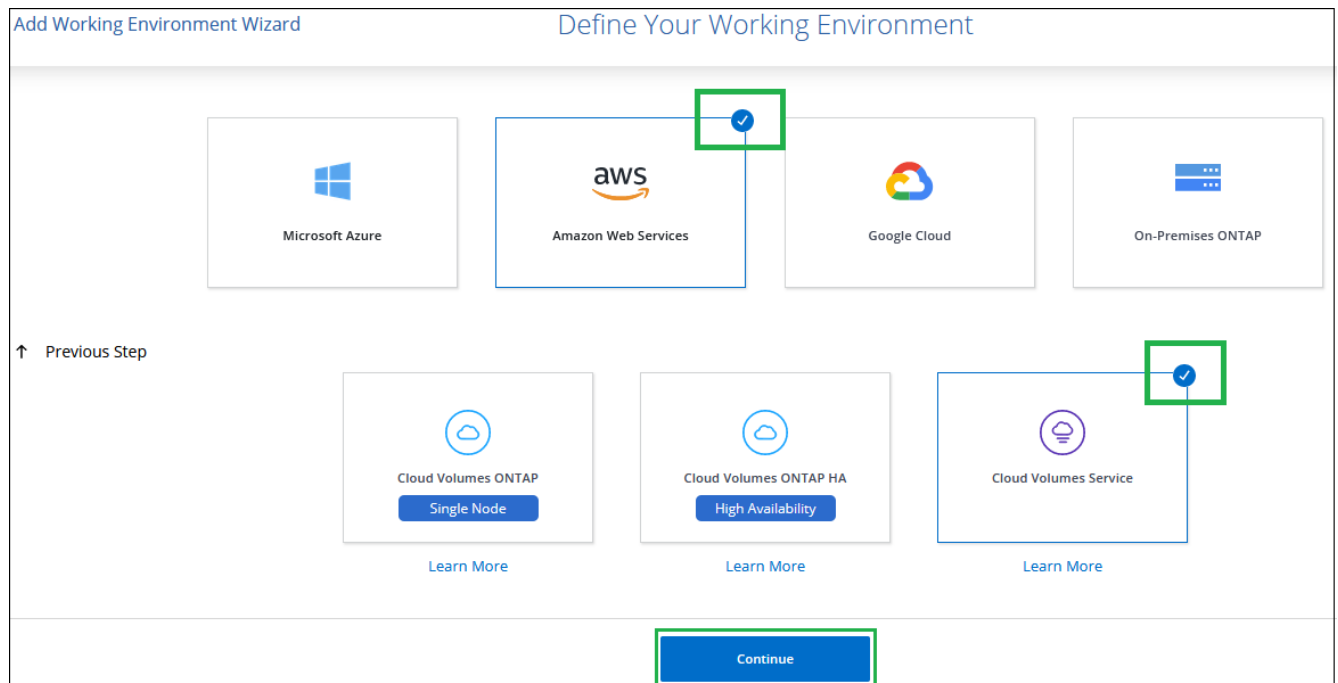 Add Working Environment Wizard
Define Your Working Environment
aws
Microsoft Azure
Amazon Web Services
Google Cloud
On-Premises ONTAP
↑ Previous Step
Cloud Volumes ONTAP
Single Node
Cloud Volumes ONTAP HA
High Availability
Cloud Volumes Service
Learn More
Learn More
Learn More
Continue